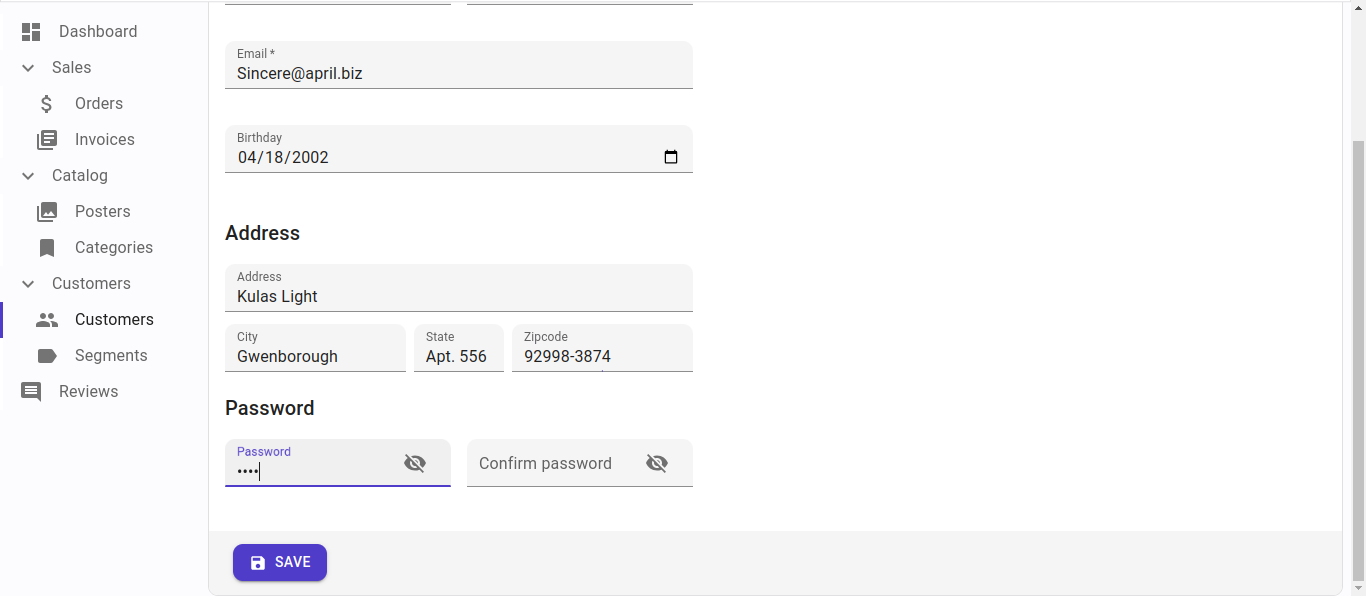 Dashboard
Sales
Orders
Invoices
Catalog
Posters
Categories
Customers
Customers
Segments
Reviews
Email *
Sincere@april.biz
Birthday
04/18/2002
Address
Address
Kulas Light
City
Gwenborough
State
Apt. 556
Zipcode
92998-3874
Password
Password
••••
Confirm password
SAVE